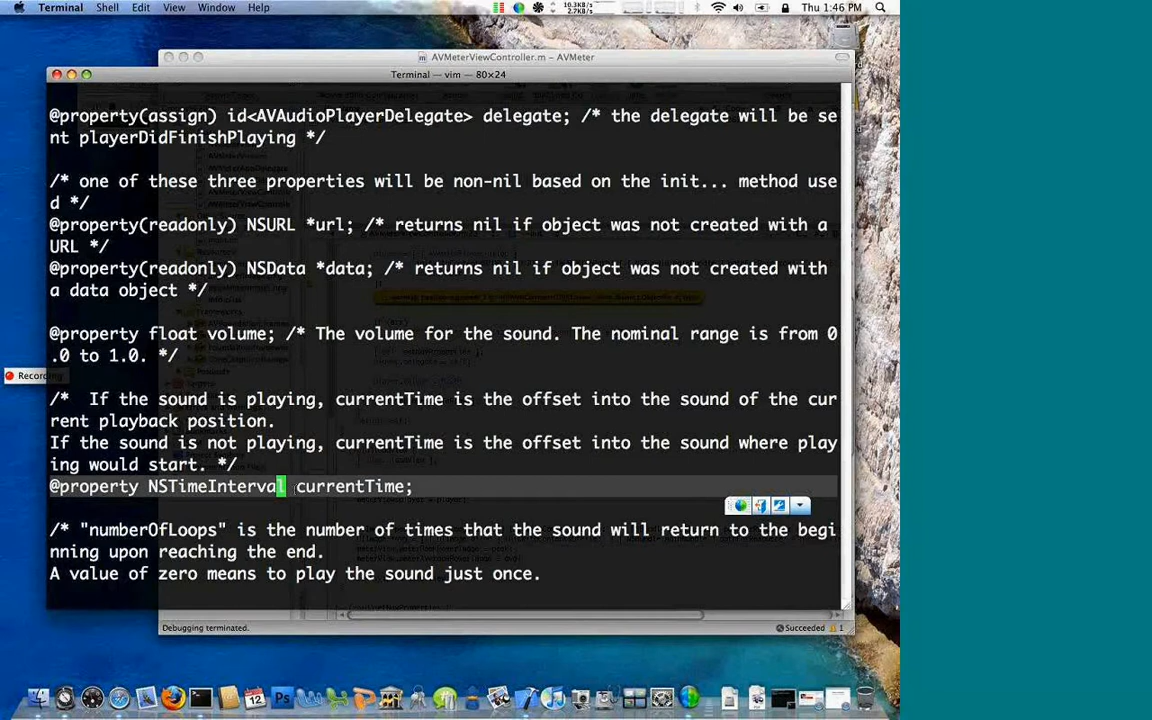 Terminal Shell Edit View Window Help 10.3KB 2.7KB Thu 1:46 PM
AVMeterViewController.m – AVMeter
Terminal — vim — 80×24
@property(assign) id<AVAudioPlayerDelegate> delegate; /* the delegate will be se
nt playerDidFinishPlaying */
/* one of these three properties will be non-nil based on the init... method use
d */
@property(readonly) NSURL *url; /* returns nil if object was not created with a
URL */
@property(readonly) NSData *data; /* returns nil if object was not created with
a data object */
@property float volume; /* The volume for the sound. The nominal range is from 0
.0 to 1.0. */
Recording
/*  If the sound is playing, currentTime is the offset into the sound of the cur
rent playback position.
If the sound is not playing, currentTime is the offset into the sound where play
ing would start. */
@property NSTimeInterval currentTime;
/* "numberOfLoops" is the number of times that the sound will return to the begi
nning upon reaching the end.
A value of zero means to play the sound just once.
Debugging terminated. Succeeded 1